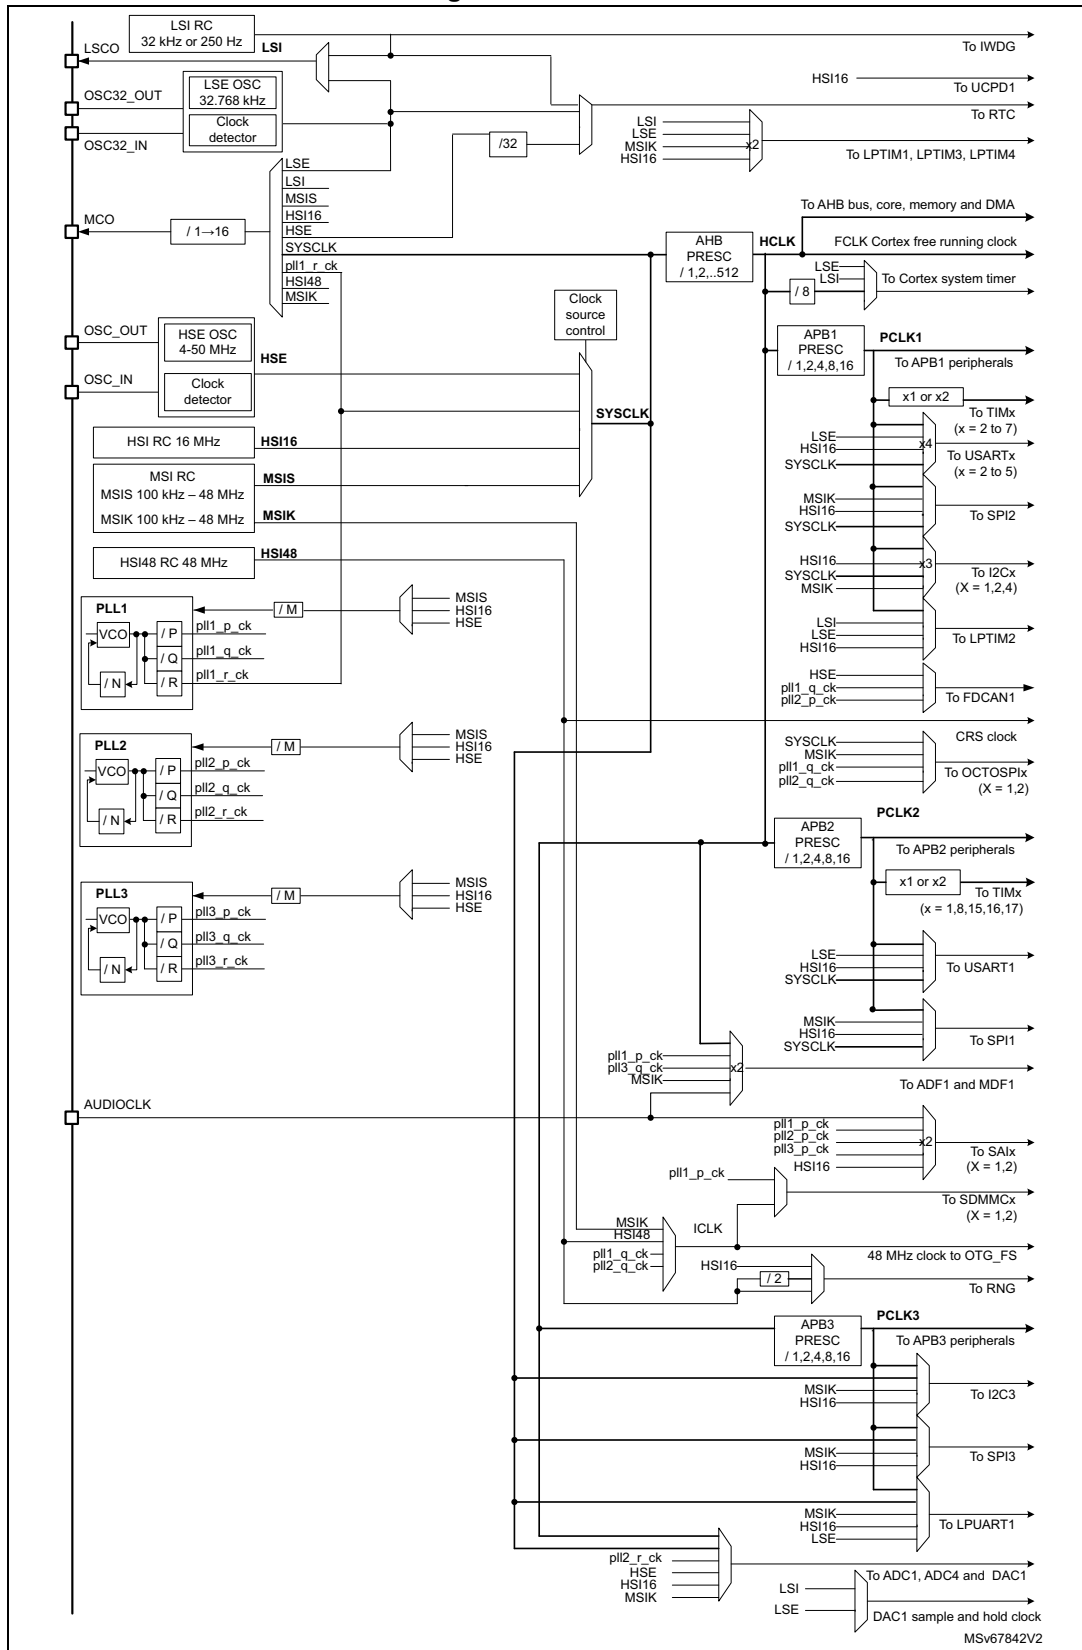 LSI RC
32 kHz or 250 Hz
LSI
LSCO
To IWDG
LSE OSC
32.768 kHz
Clock
detector
OSC32_OUT
OSC32_IN
HSI16
To UCPD1
To RTC
/32
LSI
LSE
MSIK
HSI16
x2
To LPTIM1, LPTIM3, LPTIM4
MCO
/ 1→16
LSE
LSI
MSIS
HSI16
HSE
SYSCLK
pll1_r_ck
HSI48
MSIK
AHB
PRESC
/ 1,2,..512
HCLK
To AHB bus, core, memory and DMA
FCLK Cortex free running clock
LSE
LSI
/ 8
To Cortex system timer
Clock
source
control
OSC_OUT
OSC_IN
HSE OSC
4-50 MHz
Clock
detector
HSE
SYSCLK
APB1
PRESC
/ 1,2,4,8,16
PCLK1
To APB1 peripherals
x1 or x2
To TIMx
(x = 2 to 7)
HSI RC 16 MHz
HSI16
MSI RC
MSIS 100 kHz – 48 MHz
MSIK 100 kHz – 48 MHz
MSIS
MSIK
HSI48 RC 48 MHz
HSI48
LSE
HSI16
SYSCLK
x4
To USARTx
(x = 2 to 5)
MSIK
HSI16
SYSCLK
To SPI2
HSI16
SYSCLK
MSIK
x3
To I2Cx
(X = 1,2,4)
LSI
LSE
HSI16
To LPTIM2
HSE
pll1_q_ck
pll2_p_ck
To FDCAN1
CRS clock
SYSCLK
MSIK
pll1_q_ck
pll2_q_ck
To OCTOSPIx
(X = 1,2)
PLL1
VCO
/ N
/ P
/ Q
/ R
pll1_p_ck
pll1_q_ck
pll1_r_ck
/ M
MSIS
HSI16
HSE
PLL2
VCO
/ N
/ P
/ Q
/ R
pll2_p_ck
pll2_q_ck
pll2_r_ck
/ M
MSIS
HSI16
HSE
PLL3
VCO
/ N
/ P
/ Q
/ R
pll3_p_ck
pll3_q_ck
pll3_r_ck
/ M
MSIS
HSI16
HSE
APB2
PRESC
/ 1,2,4,8,16
PCLK2
To APB2 peripherals
x1 or x2
To TIMx
(x = 1,8,15,16,17)
LSE
HSI16
SYSCLK
To USART1
MSIK
HSI16
SYSCLK
To SPI1
pll1_p_ck
pll3_q_ck
MSIK
x2
To ADF1 and MDF1
AUDIOCLK
pll1_p_ck
pll2_p_ck
pll3_p_ck
HSI16
x2
To SAIx
(X = 1,2)
pll1_p_ck
To SDMMCx
(X = 1,2)
MSIK
HSI48
pll1_q_ck
pll2_q_ck
ICLK
48 MHz clock to OTG_FS
HSI16
/ 2
To RNG
APB3
PRESC
/ 1,2,4,8,16
PCLK3
To APB3 peripherals
MSIK
HSI16
To I2C3
MSIK
HSI16
To SPI3
MSIK
HSI16
LSE
To LPUART1
pll2_r_ck
HSE
HSI16
MSIK
To ADC1, ADC4 and DAC1
LSI
LSE
DAC1 sample and hold clock
MSv67842V2